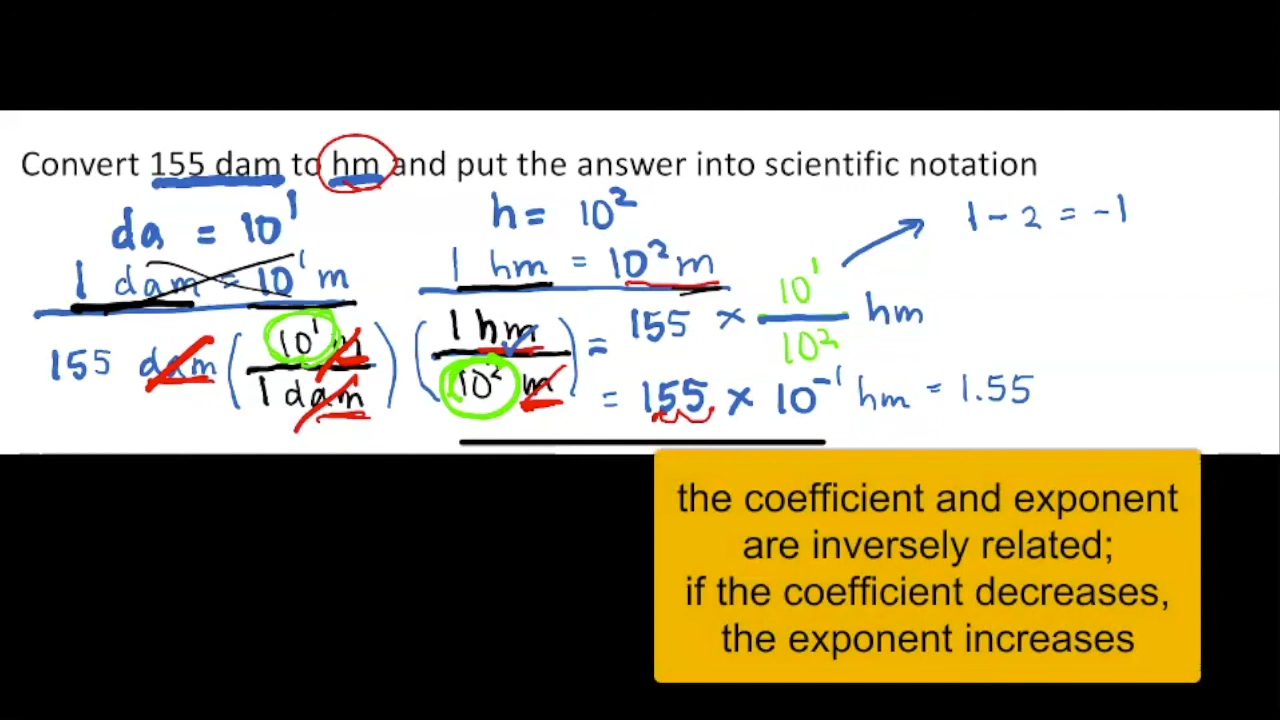 Convert 155 dam to hm and put the answer into scientific notation
da = 10¹
h = 10²
1 - 2 = -1
1 dam = 10¹ m
1 hm = 10² m
155 dam (10¹ m / 1 dam) (1 hm / 10² m) = 155 × 10¹ / 10² hm
= 155 × 10⁻¹ hm = 1.55
the coefficient and exponent
are inversely related;
if the coefficient decreases,
the exponent increases